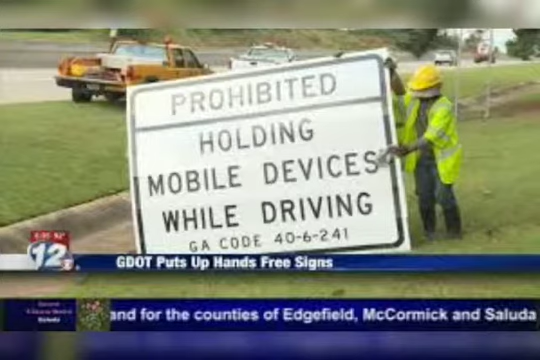 PROHIBITED
HOLDING
MOBILE DEVICES
WHILE DRIVING
GA CODE 40-6-241
12
GDOT Puts Up Hands Free Signs
and for the counties of Edgefield, McCormick and Saluda